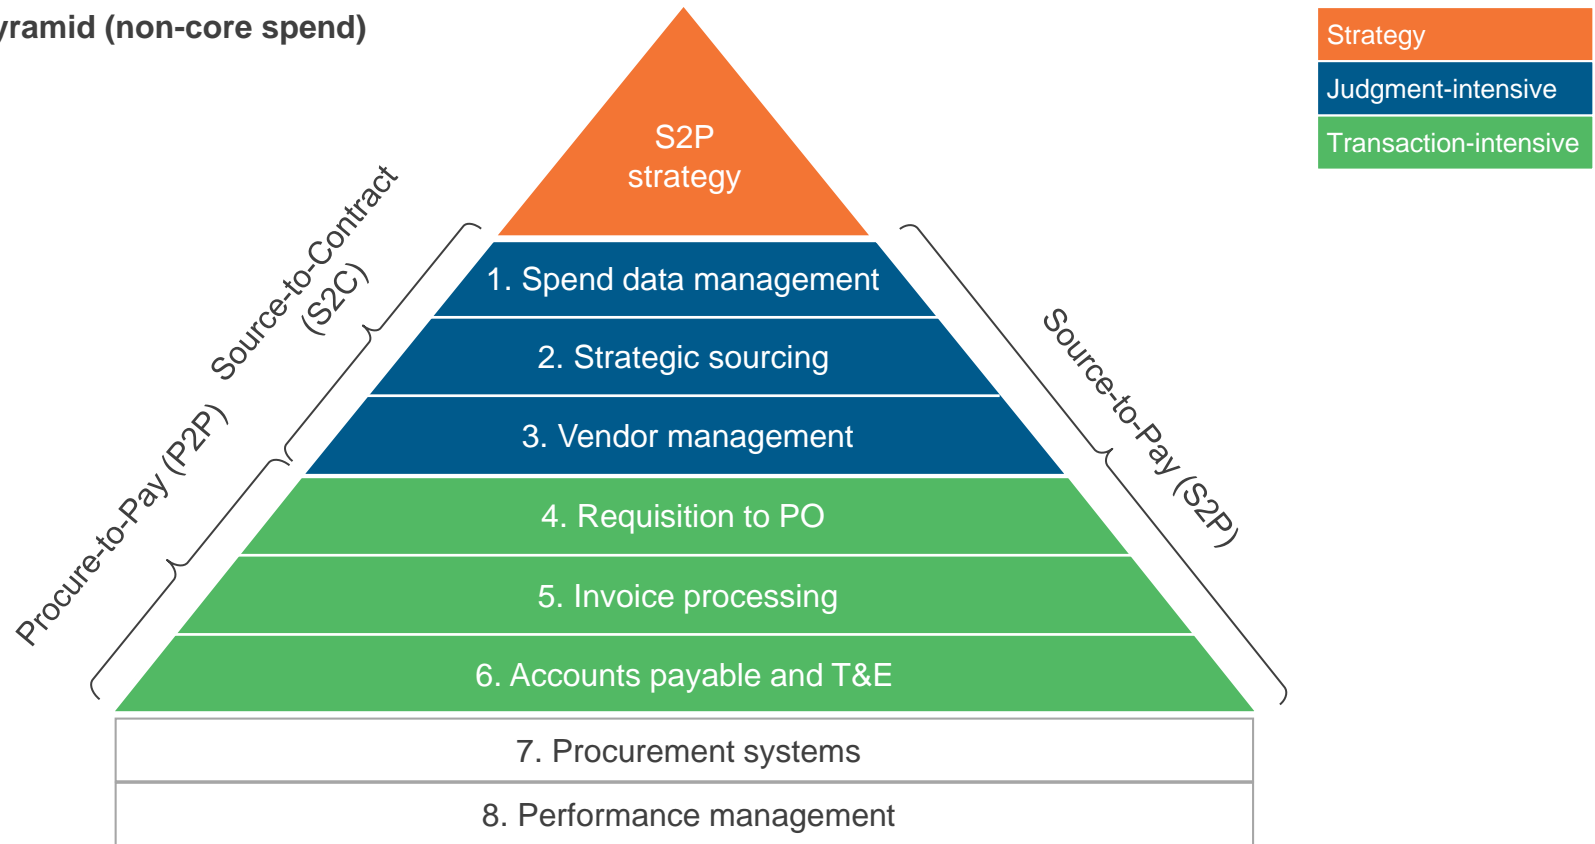 (non-core spend)
Strategy
Judgment-intensive
Transaction-intensive
S2P
strategy
Source-to-Contract
(S2C)
Procure-to-Pay (P2P)
Source-to-Pay (S2P)
1. Spend data management
2. Strategic sourcing
3. Vendor management
4. Requisition to PO
5. Invoice processing
6. Accounts payable and T&E
7. Procurement systems
8. Performance management